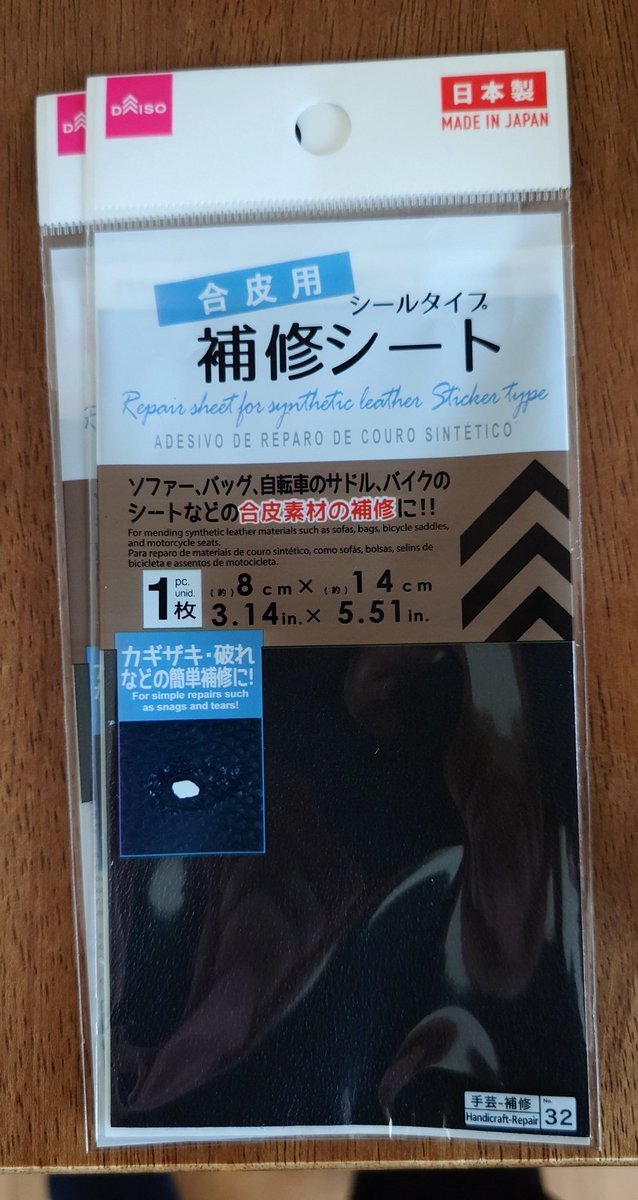 DAISO
日本製
MADE IN JAPAN
合皮用
シールタイプ
補修シート
Repair sheet for synthetic leather Sticker type
ADESIVO DE REPARO DE COURO SINTÉTICO
ソファー、バッグ、自転車のサドル、バイクの
シートなどの合皮素材の補修に!!
For mending synthetic leather materials such as sofas, bags, bicycle saddles,
and motorcycle seats.
Para reparo de materiais de couro sintético, como sofás, bolsas, selins de
bicicleta e assentos de motocicleta.
1 pc. unid. 枚
(約)8cm×(約)14cm
3.14in.×5.51in.
カギザキ・破れ
などの簡単補修に!
For simple repairs such
as snags and tears!
手芸-補修
Handicraft-Repair
No.
32